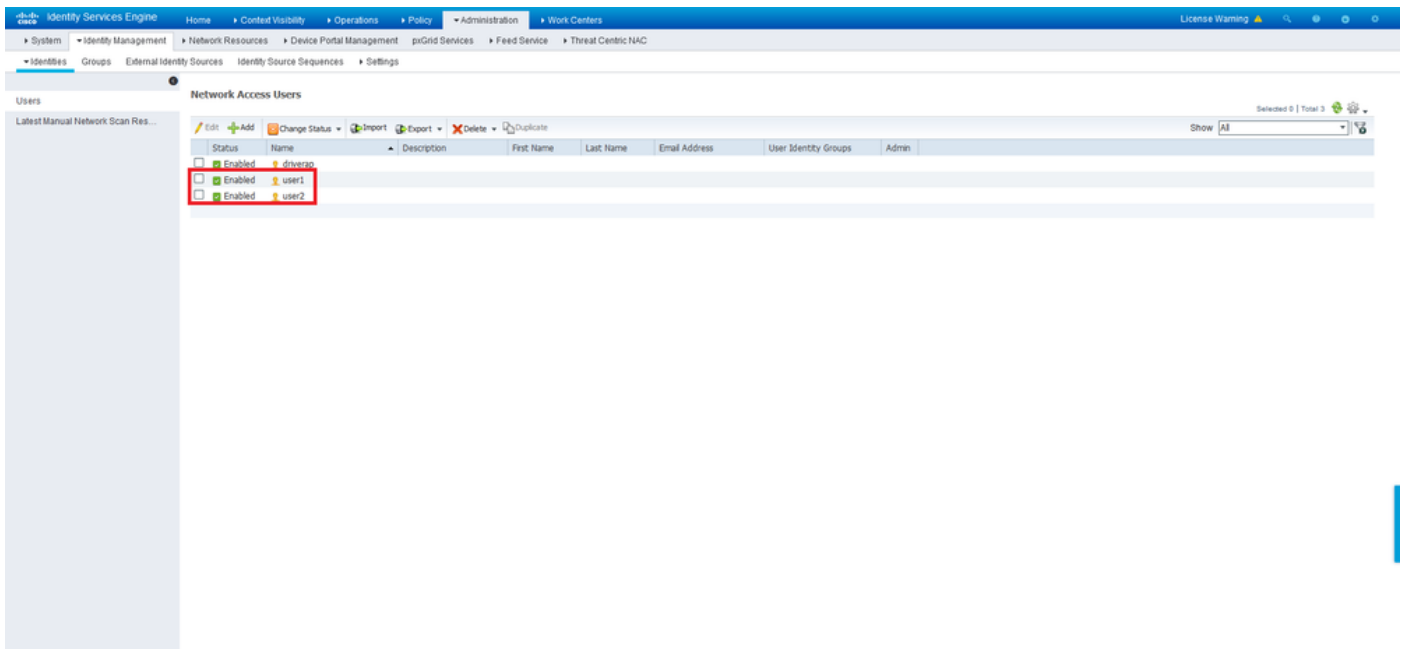 cisco Identity Services Engine Home Context Visibility Operations Policy Administration Work Centers License Warning
System Identity Management Network Resources Device Portal Management pxGrid Services Feed Service Threat Centric NAC
Identities Groups External Identity Sources Identity Source Sequences Settings
Users
Latest Manual Network Scan Res...
Network Access Users
Selected 0 | Total 3
Edit Add Change Status Import Export Delete Duplicate Show All
Status Name Description First Name Last Name Email Address User Identity Groups Admin
Enabled driverap
Enabled user1
Enabled user2